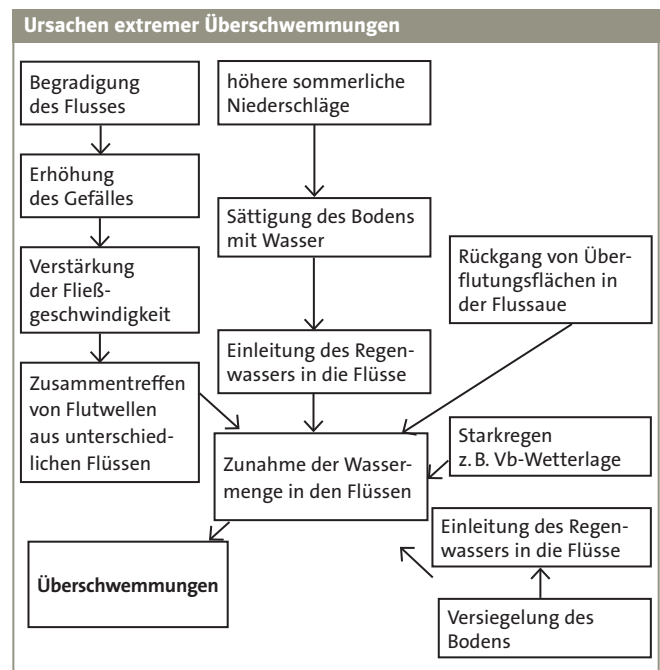 Ursachen extremer Überschwemmungen
Begradigung
des Flusses
Erhöhung
des Gefälles
Verstärkung
der Fließ-
geschwindigkeit
Zusammentreffen
von Flutwellen
aus unterschied-
lichen Flüssen
höhere sommerliche
Niederschläge
Sättigung des Bodens
mit Wasser
Einleitung des Regen-
wassers in die Flüsse
Rückgang von Über-
flutungsflächen in
der Flussaue
Starkregen
z. B. Vb-Wetterlage
Zunahme der Wasser-
menge in den Flüssen
Einleitung des Regen-
wassers in die Flüsse
Versiegelung des
Bodens
Überschwemmungen